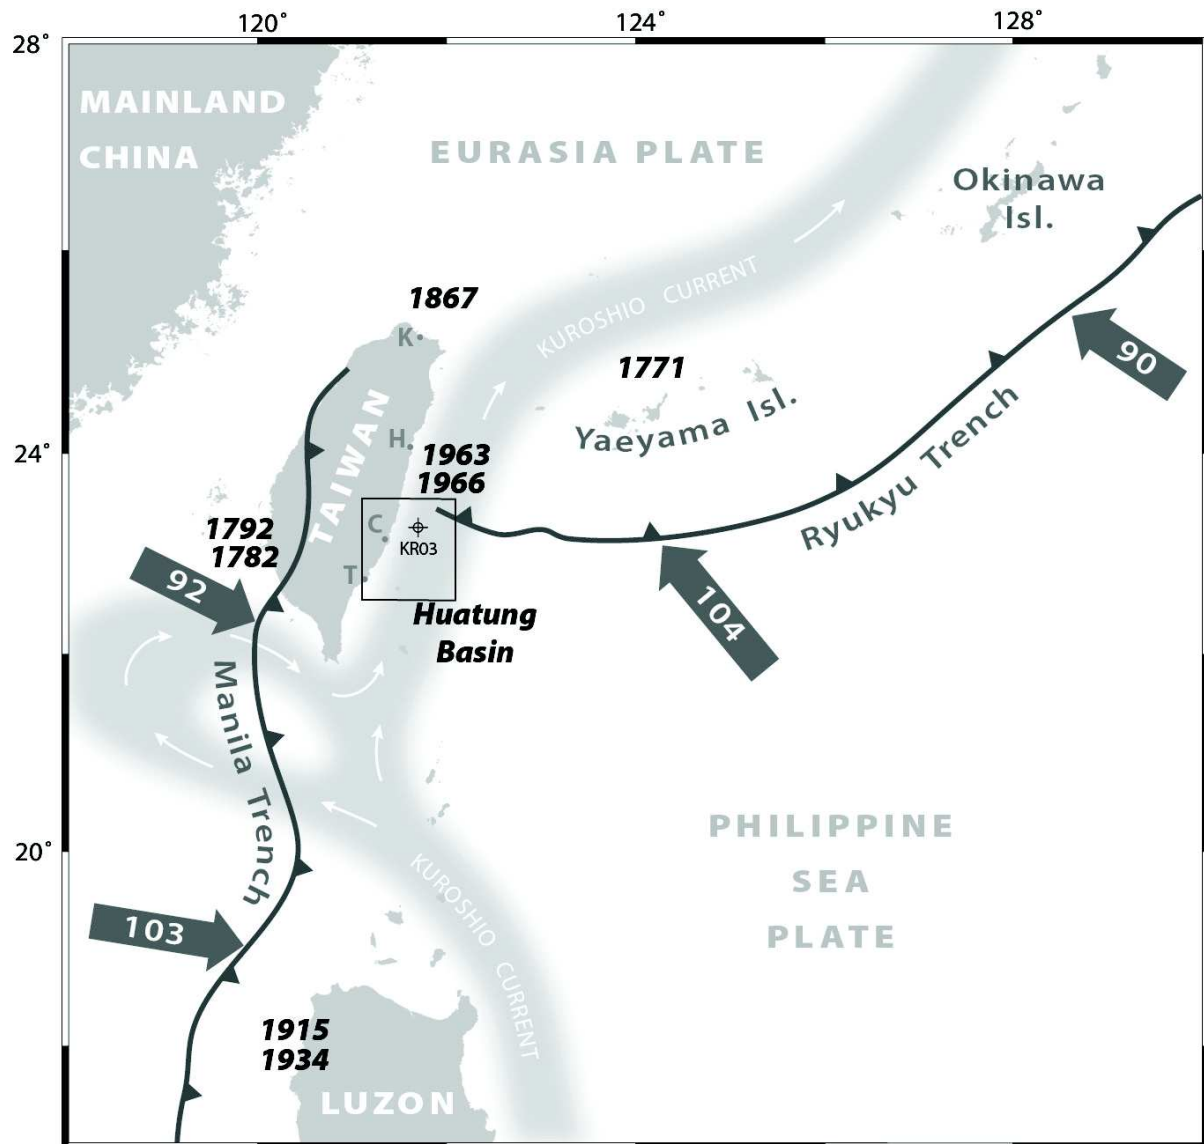 120°
124°
128°
28°
MAINLAND
CHINA
EURASIA PLATE
Okinawa
Isl.
KUROSHIO CURRENT
1867
K
1771
90
Yaeyama Isl.
TAIWAN
H
24°
1963
1966
Ryukyu Trench
C
KR03
1792
1782
T
92
104
Huatung
Basin
Manila Trench
PHILIPPINE
SEA
PLATE
20°
KUROSHIO CURRENT
103
1915
1934
LUZON